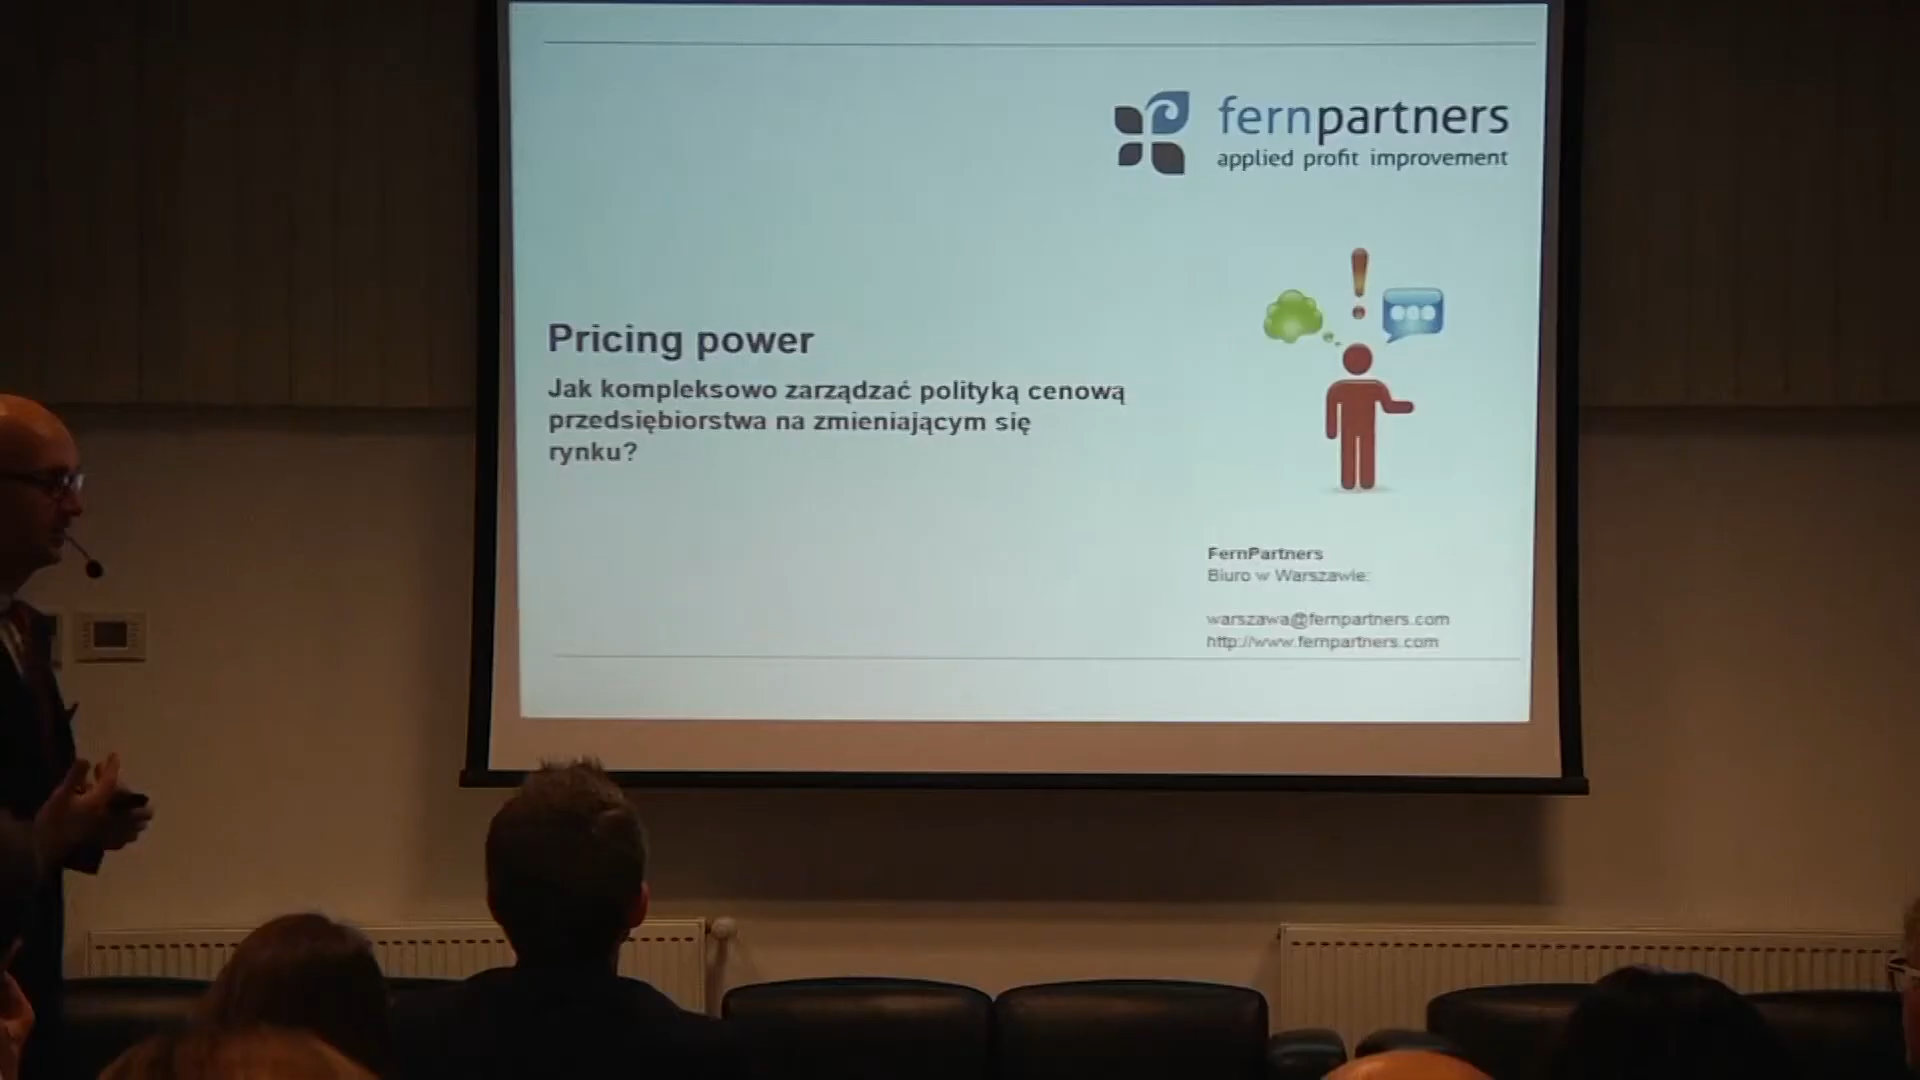 fernpartners
applied profit improvement
Pricing power
Jak kompleksowo zarządzać polityką cenową
przedsiębiorstwa na zmieniającym się
rynku?
FernPartners
Biuro w Warszawie:
warszawa@fernpartners.com
http://www.fernpartners.com